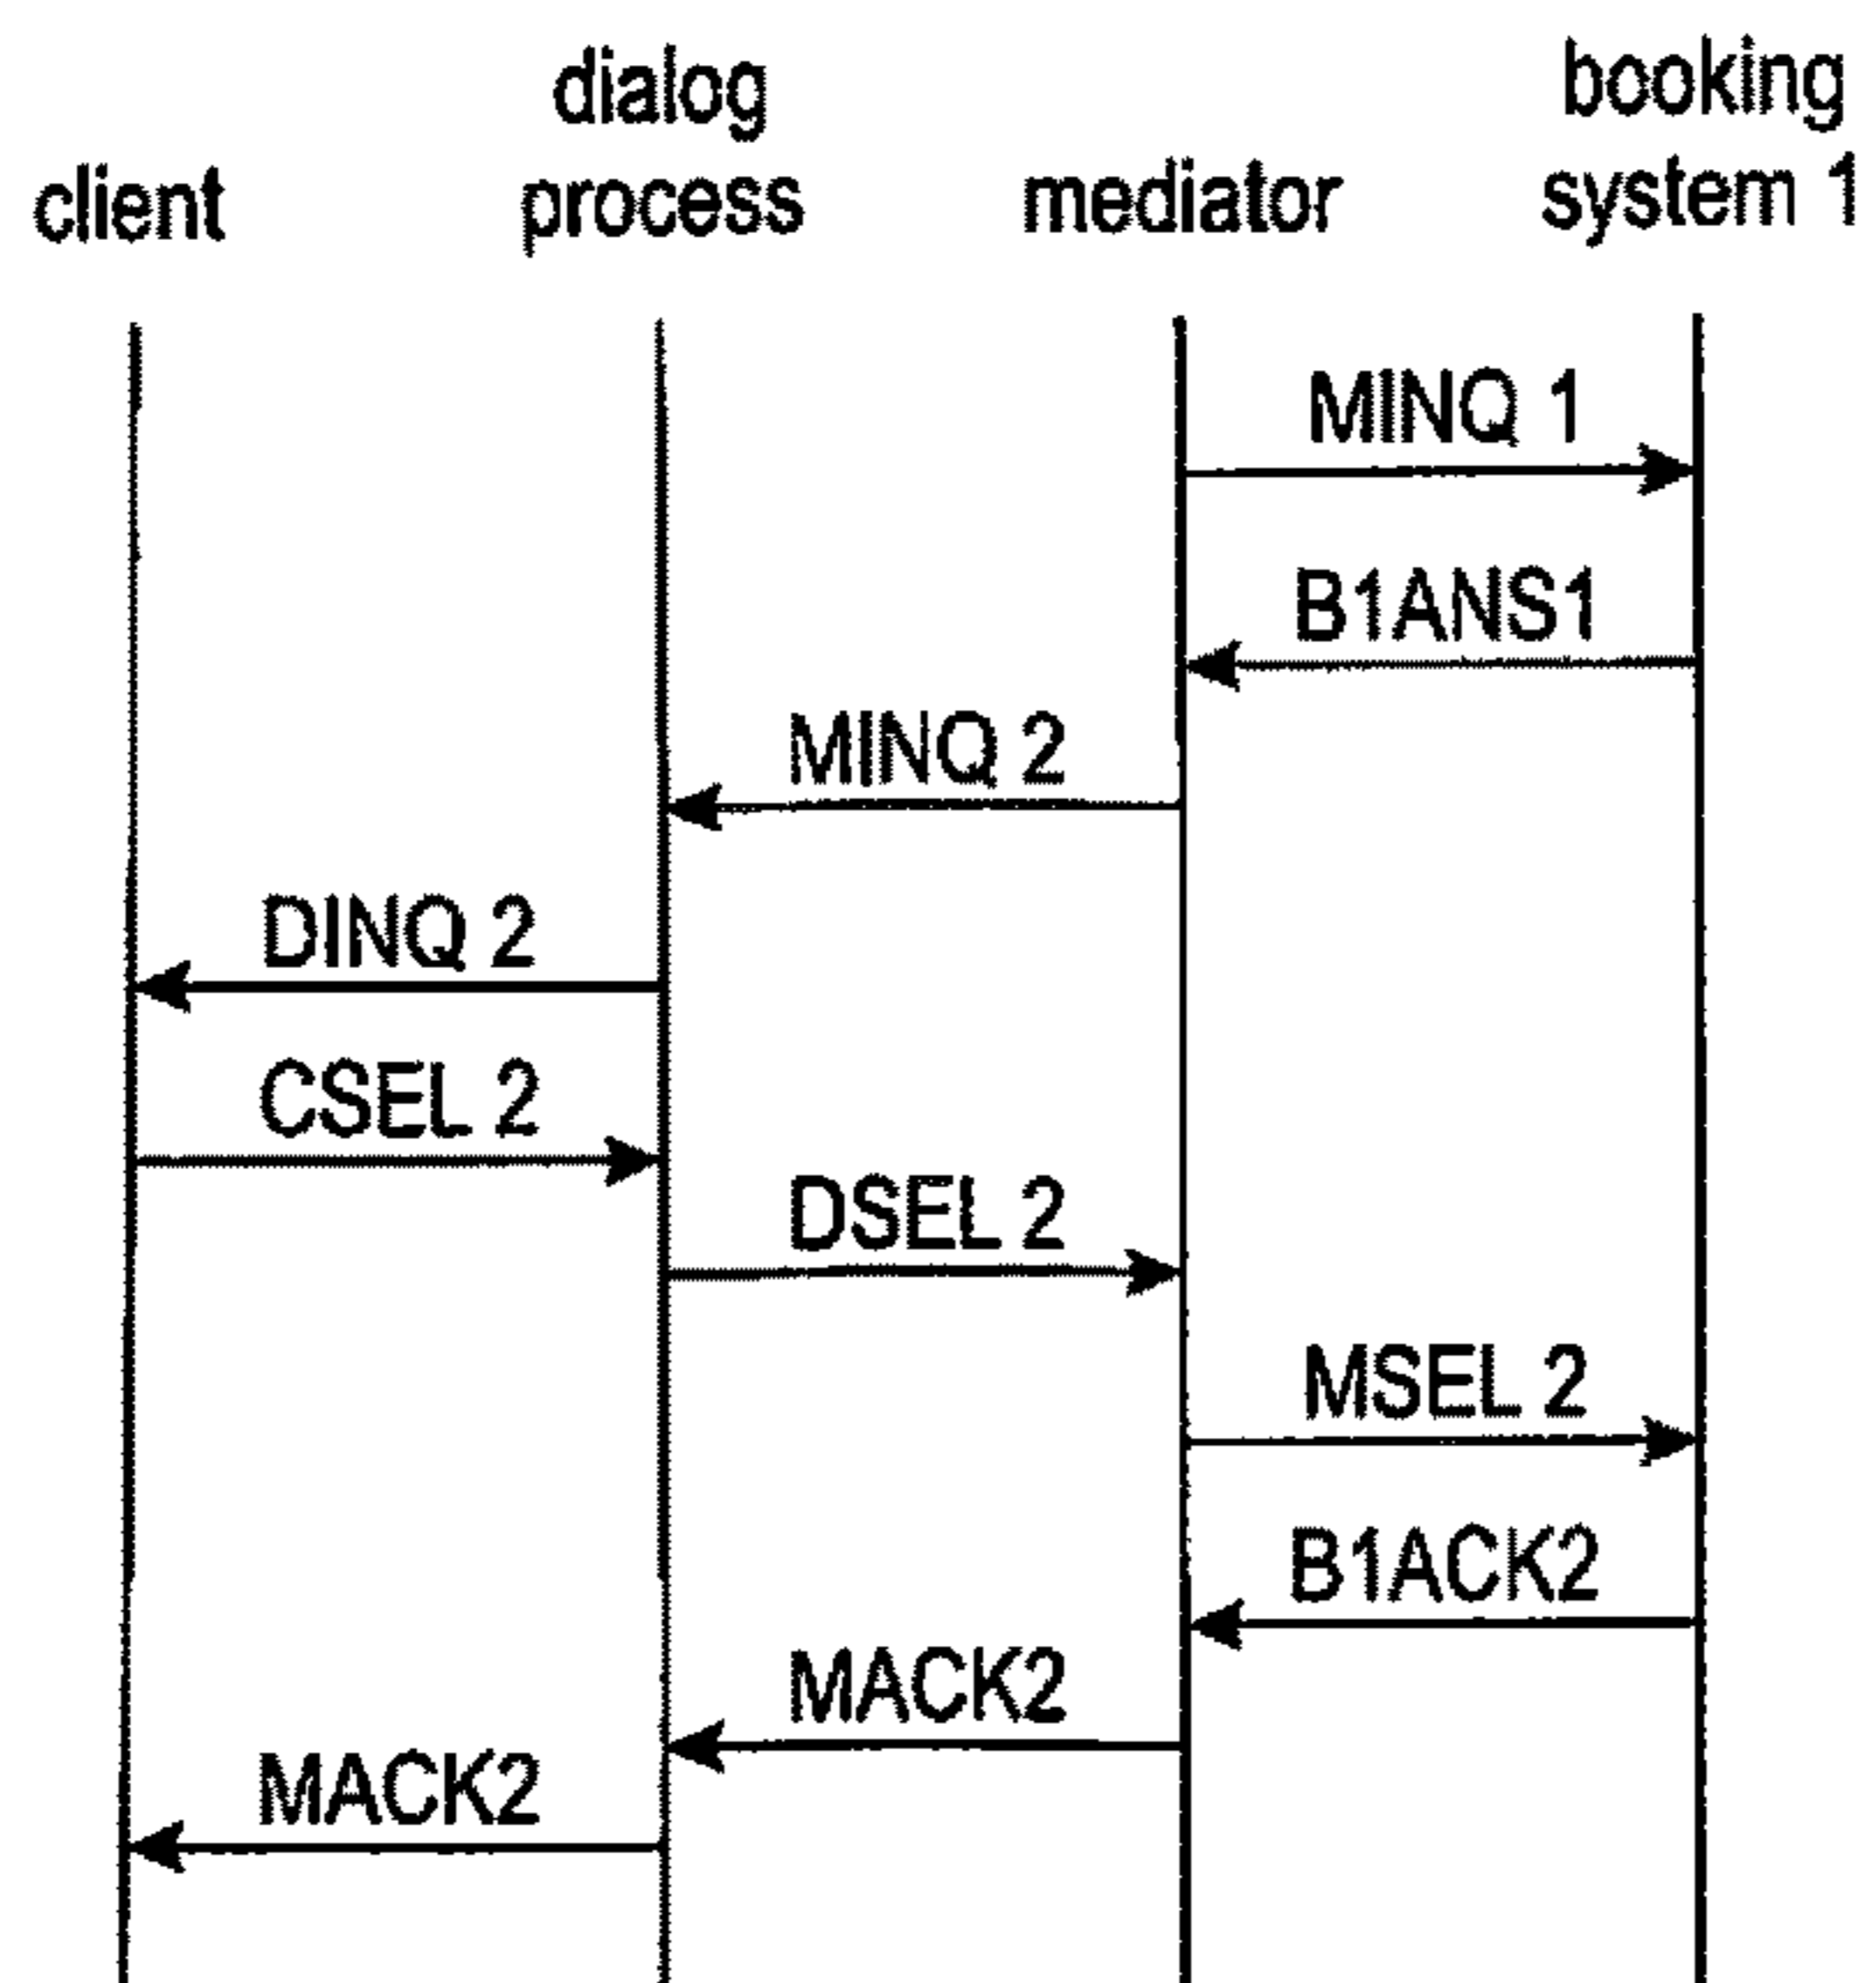 client
dialog
process
mediator
booking
system 1
MINQ 1
B1ANS1
MINQ 2
DINQ 2
CSEL 2
DSEL 2
MSEL 2
B1ACK2
MACK2
MACK2